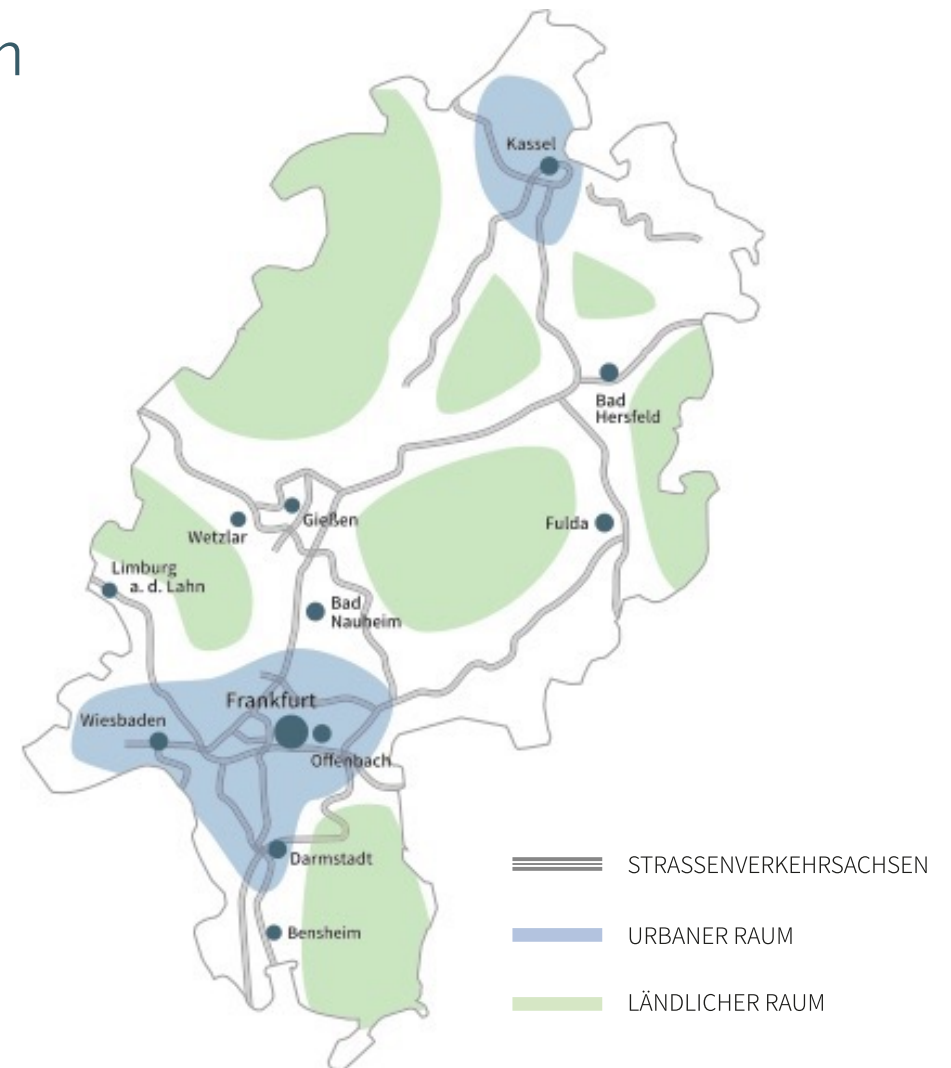 n
Kassel
Bad
Hersfeld
Gießen
Wetzlar
Fulda
Limburg
a. d. Lahn
Bad
Nauheim
Frankfurt
Wiesbaden
Offenbach
Darmstadt
STRASSENVERKEHRSACHSEN
Bensheim
URBANER RAUM
LÄNDLICHER RAUM